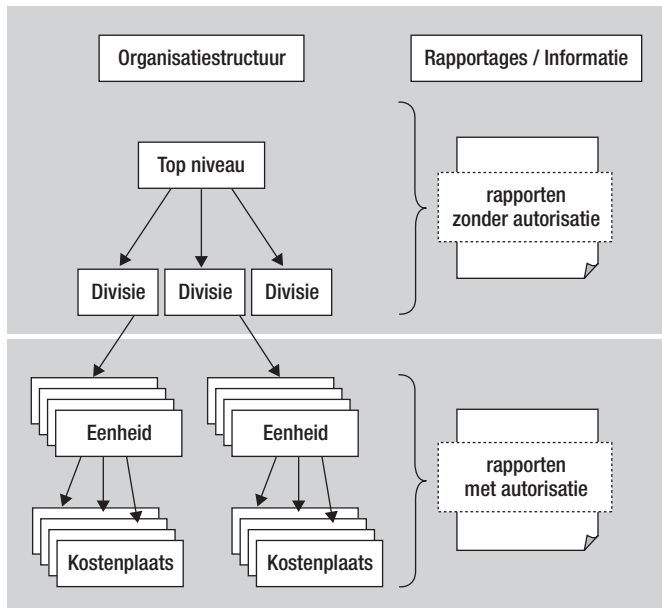 Organisatiestructuur
Rapportages / Informatie
Top niveau
rapporten
zonder autorisatie
Divisie
Divisie
Divisie
Eenheid
Eenheid
rapporten
met autorisatie
Kostenplaats
Kostenplaats